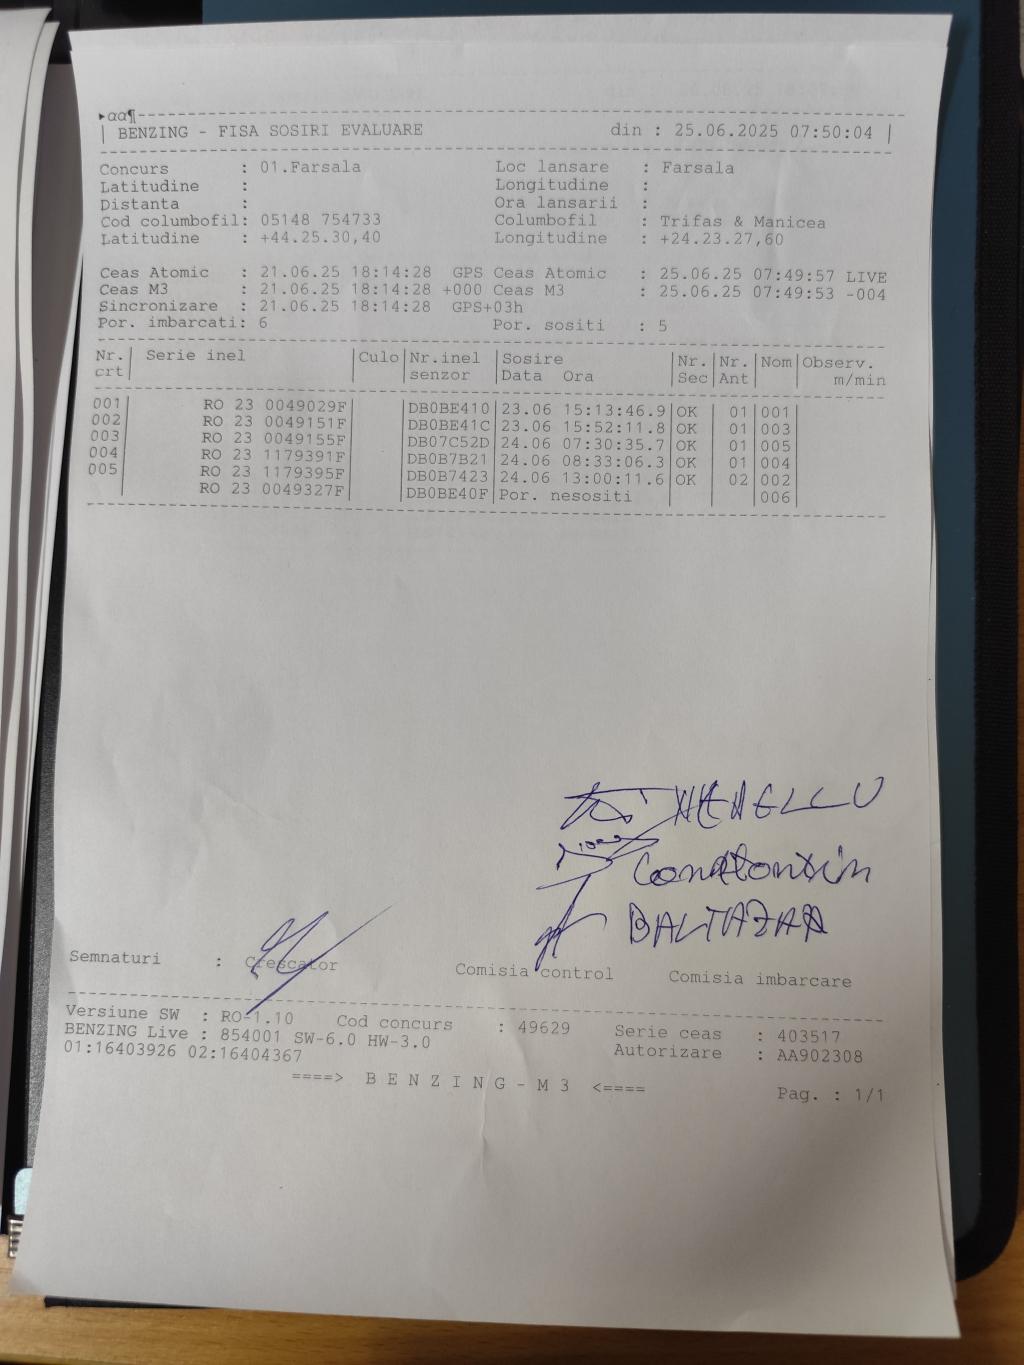 ▸αα¶
BENZING - FISA SOSIRI EVALUARE din : 25.06.2025 07:50:04
Concurs : 01.Farsala Loc lansare : Farsala
Latitudine : Longitudine :
Distanta : Ora lansarii :
Cod columbofil: 05148 754733 Columbofil : Trifas & Manicea
Latitudine : +44.25.30,40 Longitudine : +24.23.27,60
Ceas Atomic : 21.06.25 18:14:28 GPS Ceas Atomic : 25.06.25 07:49:57 LIVE
Ceas M3 : 21.06.25 18:14:28 +000 Ceas M3 : 25.06.25 07:49:53 -004
Sincronizare : 21.06.25 18:14:28 GPS+03h
Por. imbarcati: 6 Por. sositi : 5
Nr. Serie inel Culo Nr.inel Sosire Nr. Nr. Nom Observ.
crt senzor Data Ora Sec Ant m/min
001 RO 23 0049029F DB0BE410 23.06 15:13:46.9 OK 01 001
002 RO 23 0049151F DB0BE41C 23.06 15:52:11.8 OK 01 003
003 RO 23 0049155F DB07C52D 24.06 07:30:35.7 OK 01 005
004 RO 23 1179391F DB0B7B21 24.06 08:33:06.3 OK 01 004
005 RO 23 1179395F DB0B7423 24.06 13:00:11.6 OK 02 002
RO 23 0049327F DB0BE40F Por. nesositi 006
BALTAZAR
Semnaturi : Crescator Comisia control Comisia imbarcare
Versiune SW : RO-1.10 Cod concurs : 49629 Serie ceas : 403517
BENZING Live : 854001 SW-6.0 HW-3.0 Autorizare : AA902308
01:16403926 02:16404367
====> B E N Z I N G - M 3 <====
Pag. : 1/1